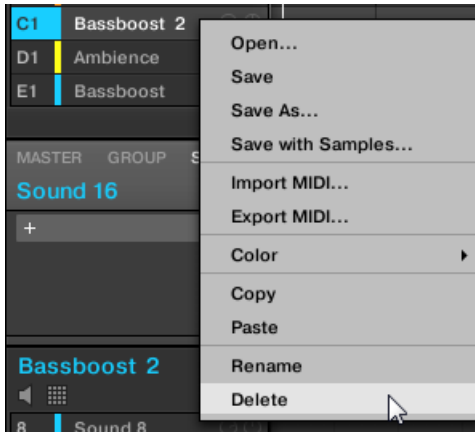 C1 Bassboost 2
D1 Ambience
E1 Bassboost
MASTER GROUP S
Sound 16
+
Bassboost 2
8 Sound 8
Open...
Save
Save As...
Save with Samples...
Import MIDI...
Export MIDI...
Color
Copy
Paste
Rename
Delete